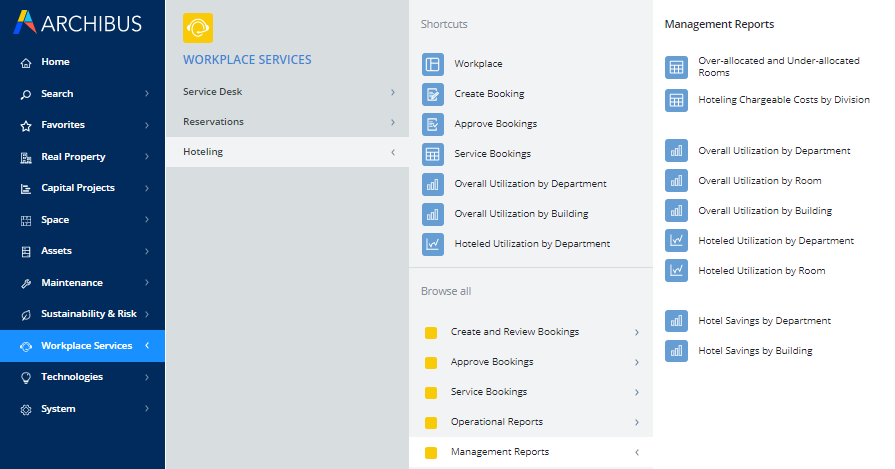 ARCHIBUS
Home
Search
Favorites
Real Property
Capital Projects
Space
Assets
Maintenance
Sustainability & Risk
Workplace Services
Technologies
System
WORKPLACE SERVICES
Service Desk
Reservations
Hoteling
Shortcuts
Workplace
Create Booking
Approve Bookings
Service Bookings
Overall Utilization by Department
Overall Utilization by Building
Hoteled Utilization by Department
Browse all
Create and Review Bookings
Approve Bookings
Service Bookings
Operational Reports
Management Reports
Management Reports
Over-allocated and Under-allocated
Rooms
Hoteling Chargeable Costs by Division
Overall Utilization by Department
Overall Utilization by Room
Overall Utilization by Building
Hoteled Utilization by Department
Hoteled Utilization by Room
Hotel Savings by Department
Hotel Savings by Building